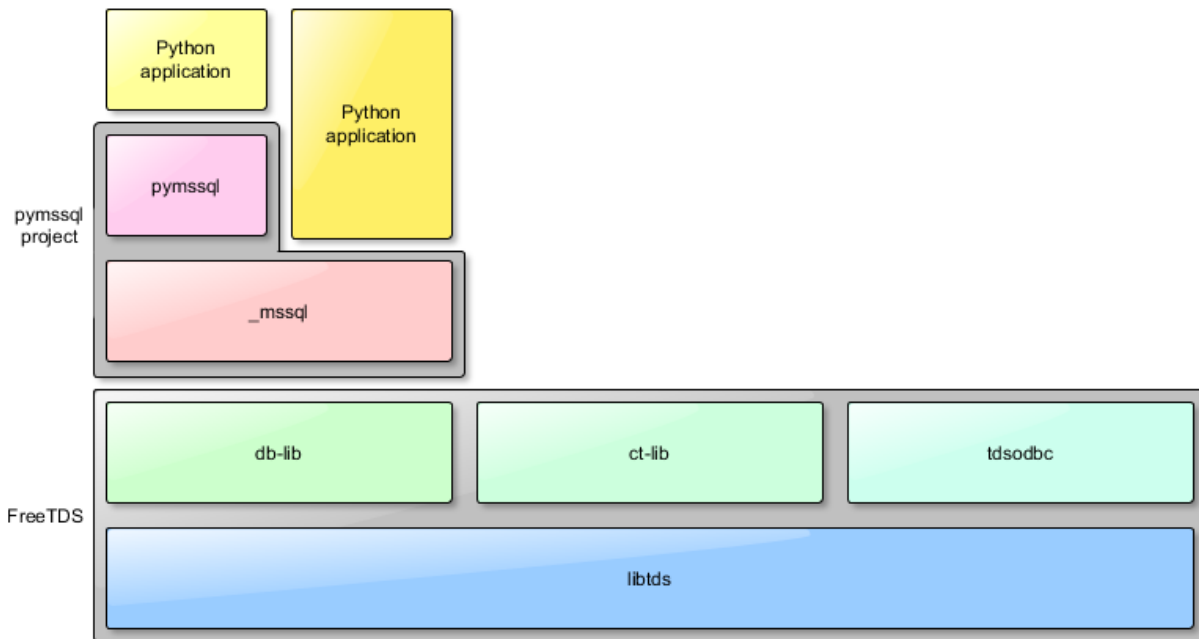 Python
application
Python
application
pymssql
pymssql
project
_mssql
db-lib
ct-lib
tdsodbc
FreeTDS
libtds